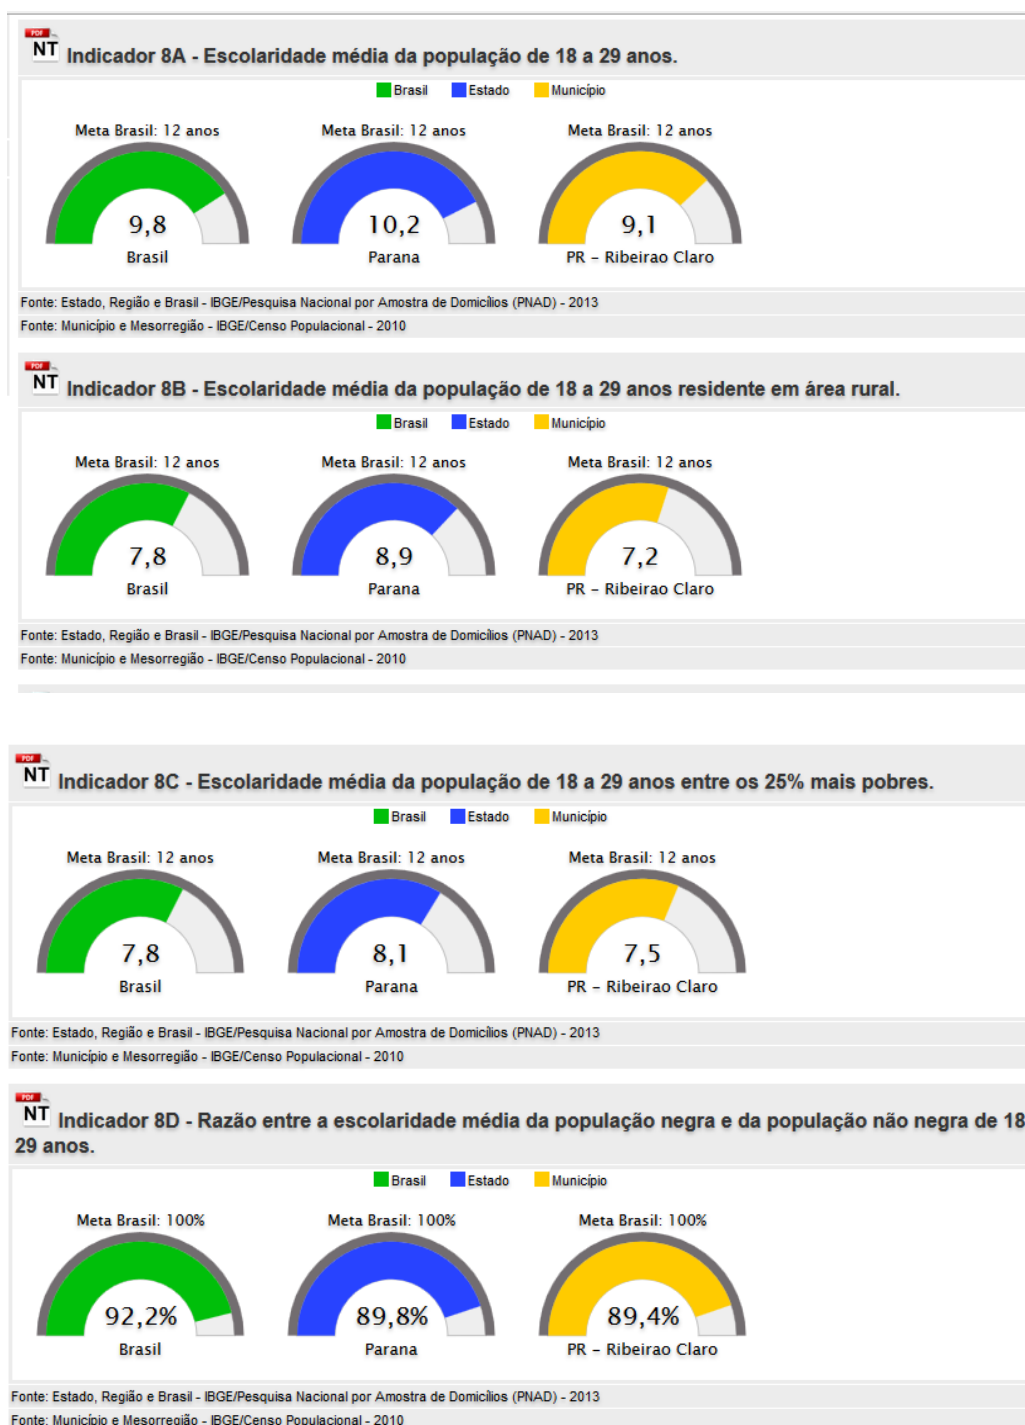 PDF
NT
Indicador 8A - Escolaridade média da população de 18 a 29 anos.
Brasil Estado Município
Meta Brasil: 12 anos Meta Brasil: 12 anos Meta Brasil: 12 anos
9,8 10,2 9,1
Brasil Parana PR – Ribeirao Claro
Fonte: Estado, Região e Brasil - IBGE/Pesquisa Nacional por Amostra de Domicílios (PNAD) - 2013
Fonte: Município e Mesorregião - IBGE/Censo Populacional - 2010
PDF
NT
Indicador 8B - Escolaridade média da população de 18 a 29 anos residente em área rural.
Brasil Estado Município
Meta Brasil: 12 anos Meta Brasil: 12 anos Meta Brasil: 12 anos
7,8 8,9 7,2
Brasil Parana PR – Ribeirao Claro
Fonte: Estado, Região e Brasil - IBGE/Pesquisa Nacional por Amostra de Domicílios (PNAD) - 2013
Fonte: Município e Mesorregião - IBGE/Censo Populacional - 2010
PDF
NT
Indicador 8C - Escolaridade média da população de 18 a 29 anos entre os 25% mais pobres.
Brasil Estado Município
Meta Brasil: 12 anos Meta Brasil: 12 anos Meta Brasil: 12 anos
7,8 8,1 7,5
Brasil Parana PR – Ribeirao Claro
Fonte: Estado, Região e Brasil - IBGE/Pesquisa Nacional por Amostra de Domicílios (PNAD) - 2013
Fonte: Município e Mesorregião - IBGE/Censo Populacional - 2010
PDF
NT
Indicador 8D - Razão entre a escolaridade média da população negra e da população não negra de 18
29 anos.
Brasil Estado Município
Meta Brasil: 100% Meta Brasil: 100% Meta Brasil: 100%
92,2% 89,8% 89,4%
Brasil Parana PR – Ribeirao Claro
Fonte: Estado, Região e Brasil - IBGE/Pesquisa Nacional por Amostra de Domicílios (PNAD) - 2013
Fonte: Município e Mesorregião - IBGE/Censo Populacional - 2010